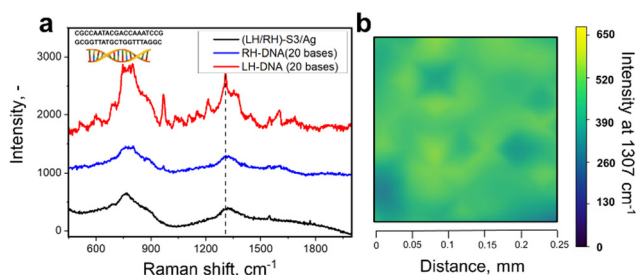 a
CGCCAATACGACCAAATCCG
GCGGTTATGCTGGTTTAGGC
(LH/RH)-S3/Ag
RH-DNA(20 bases)
LH-DNA (20 bases)
Intensity, -
3000
2000
1000
0
600
900
1200
1500
1800
Raman shift, cm-1
b
0
0.05
0.1
0.15
0.2
0.25
Distance, mm
650
520
390
260
130
0
Intensity at 1307 cm-1